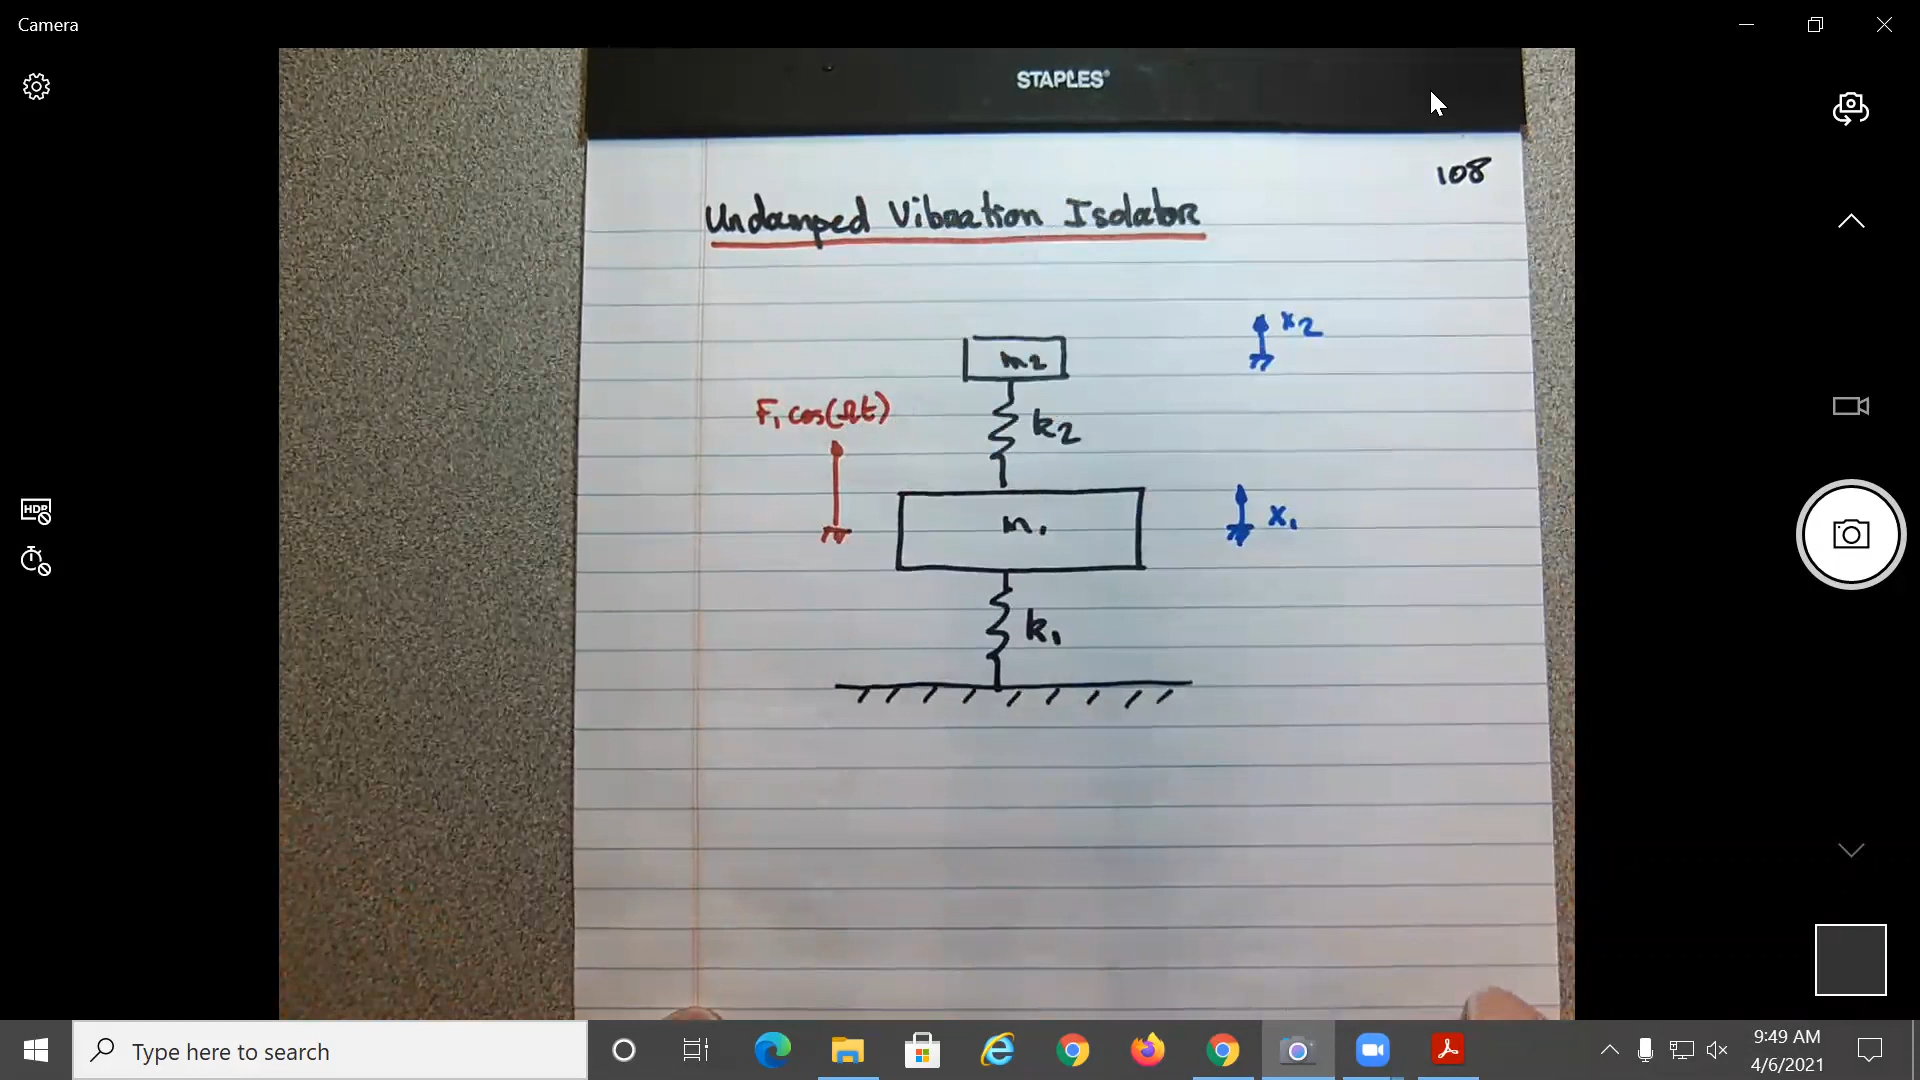 Camera
STAPLES
108
Undamped Vibration Isolator
x2
m2
F1 cos(Ωt)
k2
m1
x1
HDR
k1
Type here to search
9:49 AM
4/6/2021